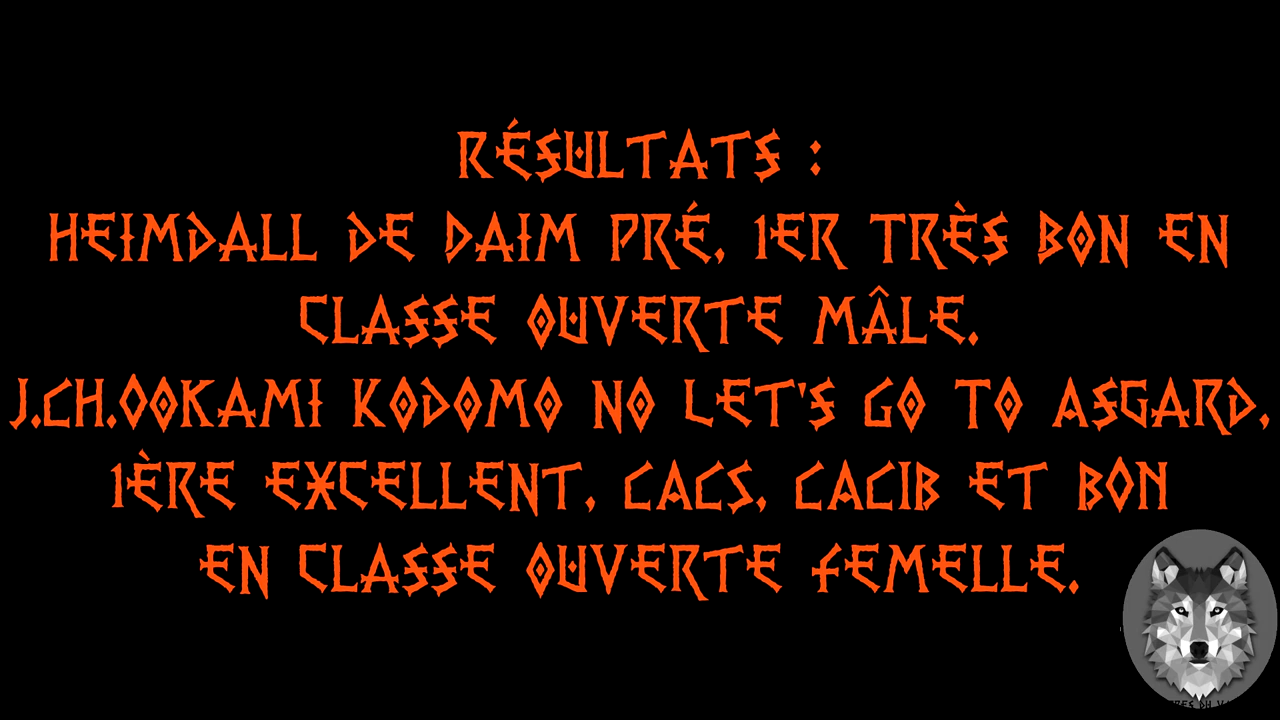 RÉSULTATS :
HEIMDALL DE DAIM PRÉ, 1ER TRÈS BON EN
CLASSE OUVERTE MÂLE.
J.CH.OOKAMI KODOMO NO LET'S GO TO ASGARD,
1ÈRE EXCELLENT, CACS, CACIB ET BON
EN CLASSE OUVERTE FEMELLE.